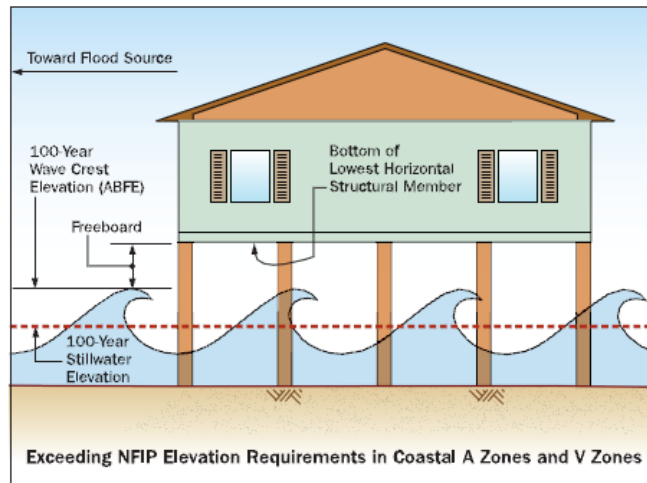 Toward Flood Source
100-Year
Wave Crest
Elevation (ABFE)
Bottom of
Lowest Horizontal
Structural Member
Freeboard
100-Year
Stillwater
Elevation
Exceeding NFIP Elevation Requirements in Coastal A Zones and V Zones